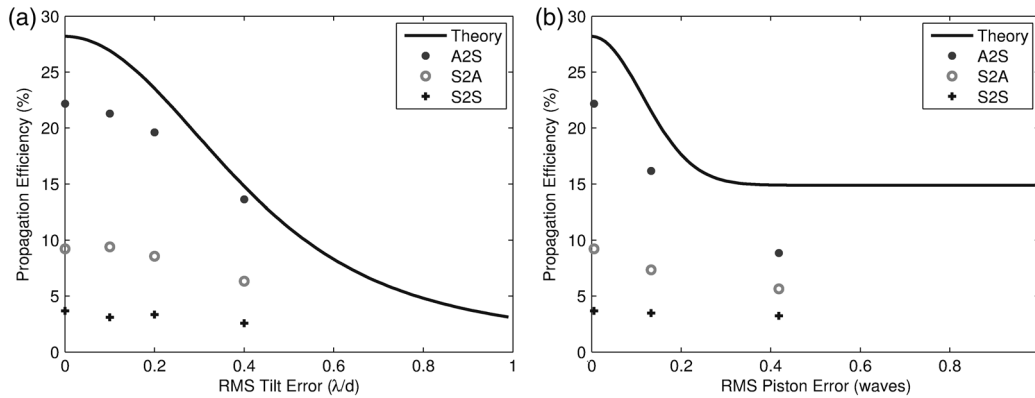 (a)
Propagation Efficiency (%)
30
25
20
15
10
5
0
0 0.2 0.4 0.6 0.8 1
RMS Tilt Error (λ/d)
Theory
A2S
S2A
S2S
(b)
Propagation Efficiency (%)
30
25
20
15
10
5
0
0 0.2 0.4 0.6 0.8
RMS Piston Error (waves)
Theory
A2S
S2A
S2S